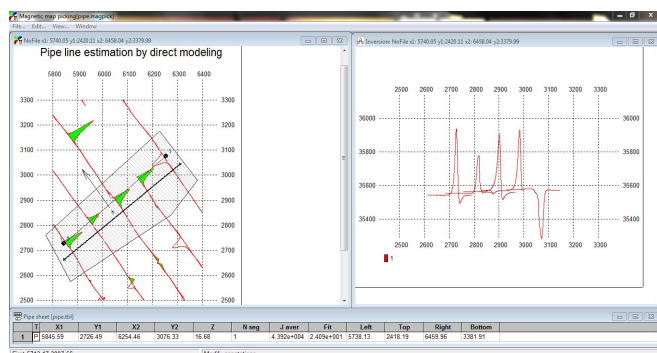 Magnetic map picking[pipe.magpick]
File... Edit... View... Window
NoFile x1: 5740.05 y1:2420.11 x2: 6458.04 y2:3379.99
Pipe line estimation by direct modeling
5800 5900 6000 6100 6200 6300 6400
3300 3300
3200 3200
3100 3100
3000 3000
2900 2900
2800 2800
2700 2700
2600 2600
2500 2500
5800 5900 6000 6100 6200 6300 6400
Inversion: NoFile x1: 5740.05 y1:2420.11 x2: 6458.04 y2:3379.99
2500 2600 2700 2800 2900 3000 3100 3200 3300
36000 36000
35800 35800
35600 35600
35400 35400
2500 2600 2700 2800 2900 3000 3100 3200 3300
1
Pipe sheet [pipe.tbl]
T X1 Y1 X2 Y2 Z N seg J aver Fit Left Top Right Bottom
1 P 5845.59 2726.49 6254.46 3076.33 16.68 1 4.392e+004 2.409e+001 5738.13 2418.19 6459.96 3381.91